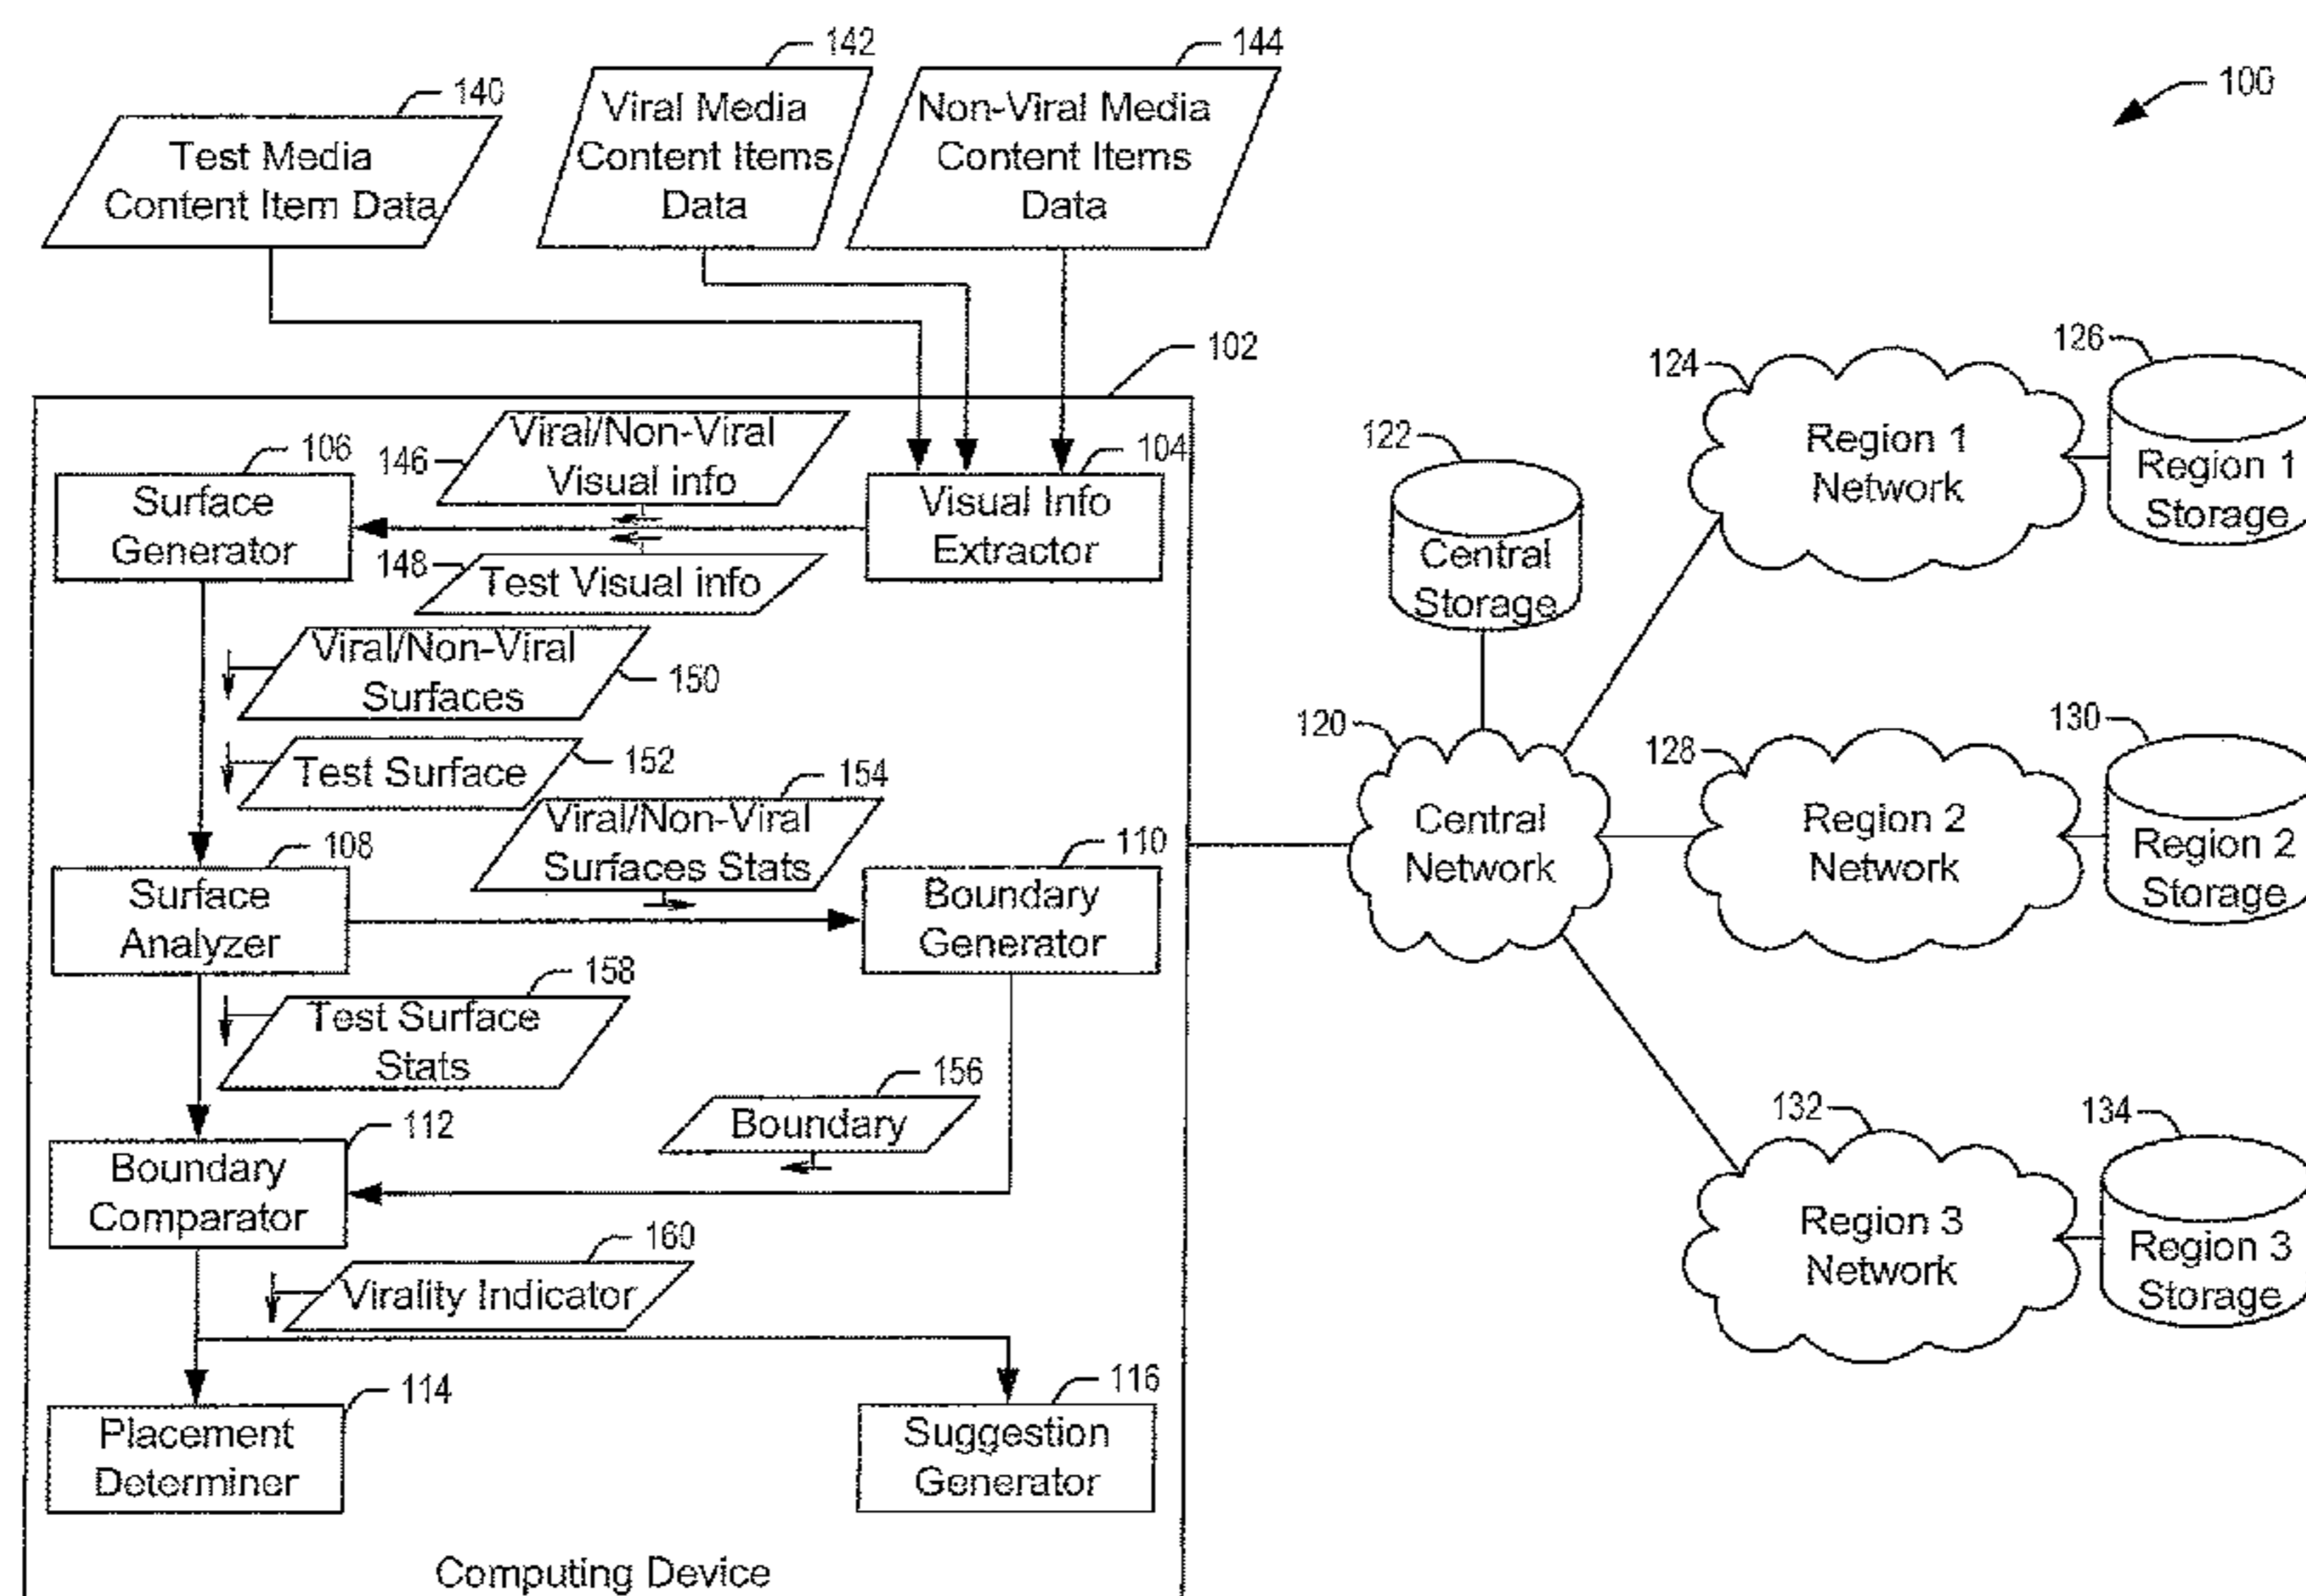 142
144
100
140
Viral Media
Content Items
Data
Non-Viral Media
Content Items
Data
Test Media
Content Item Data
102
126
124
Region 1
Network
Region 1
Storage
106
146
Viral/Non-Viral
Visual info
104
122
Surface
Generator
Visual Info
Extractor
Central
Storage
148
Test Visual info
Viral/Non-Viral
Surfaces
150
120
128
130
Test Surface
152
154
Central
Network
Region 2
Network
Region 2
Storage
Viral/Non-Viral
Surfaces Stats
108
110
Surface
Analyzer
Boundary
Generator
158
Test Surface
Stats
156
Boundary
132
134
112
Boundary
Comparator
Region 3
Network
Region 3
Storage
160
Virality Indicator
114
116
Placement
Determiner
Suggestion
Generator
Computing Device